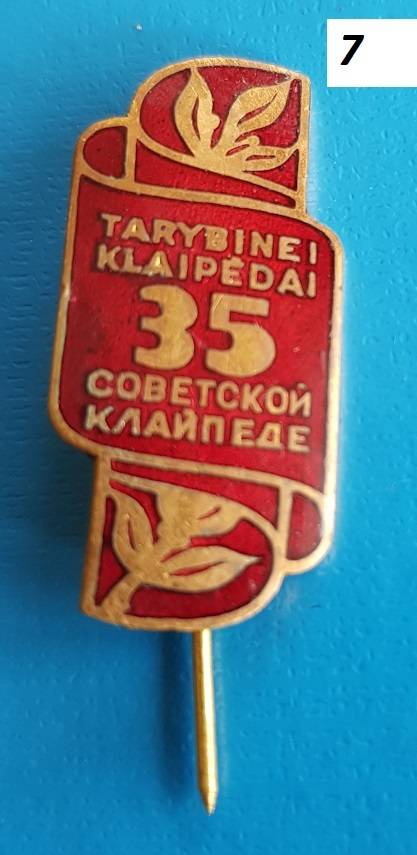 7
TARYBINEI
KLAIPĖDAI
35
СОВЕТСКОЙ
КЛАЙПЕДЕ